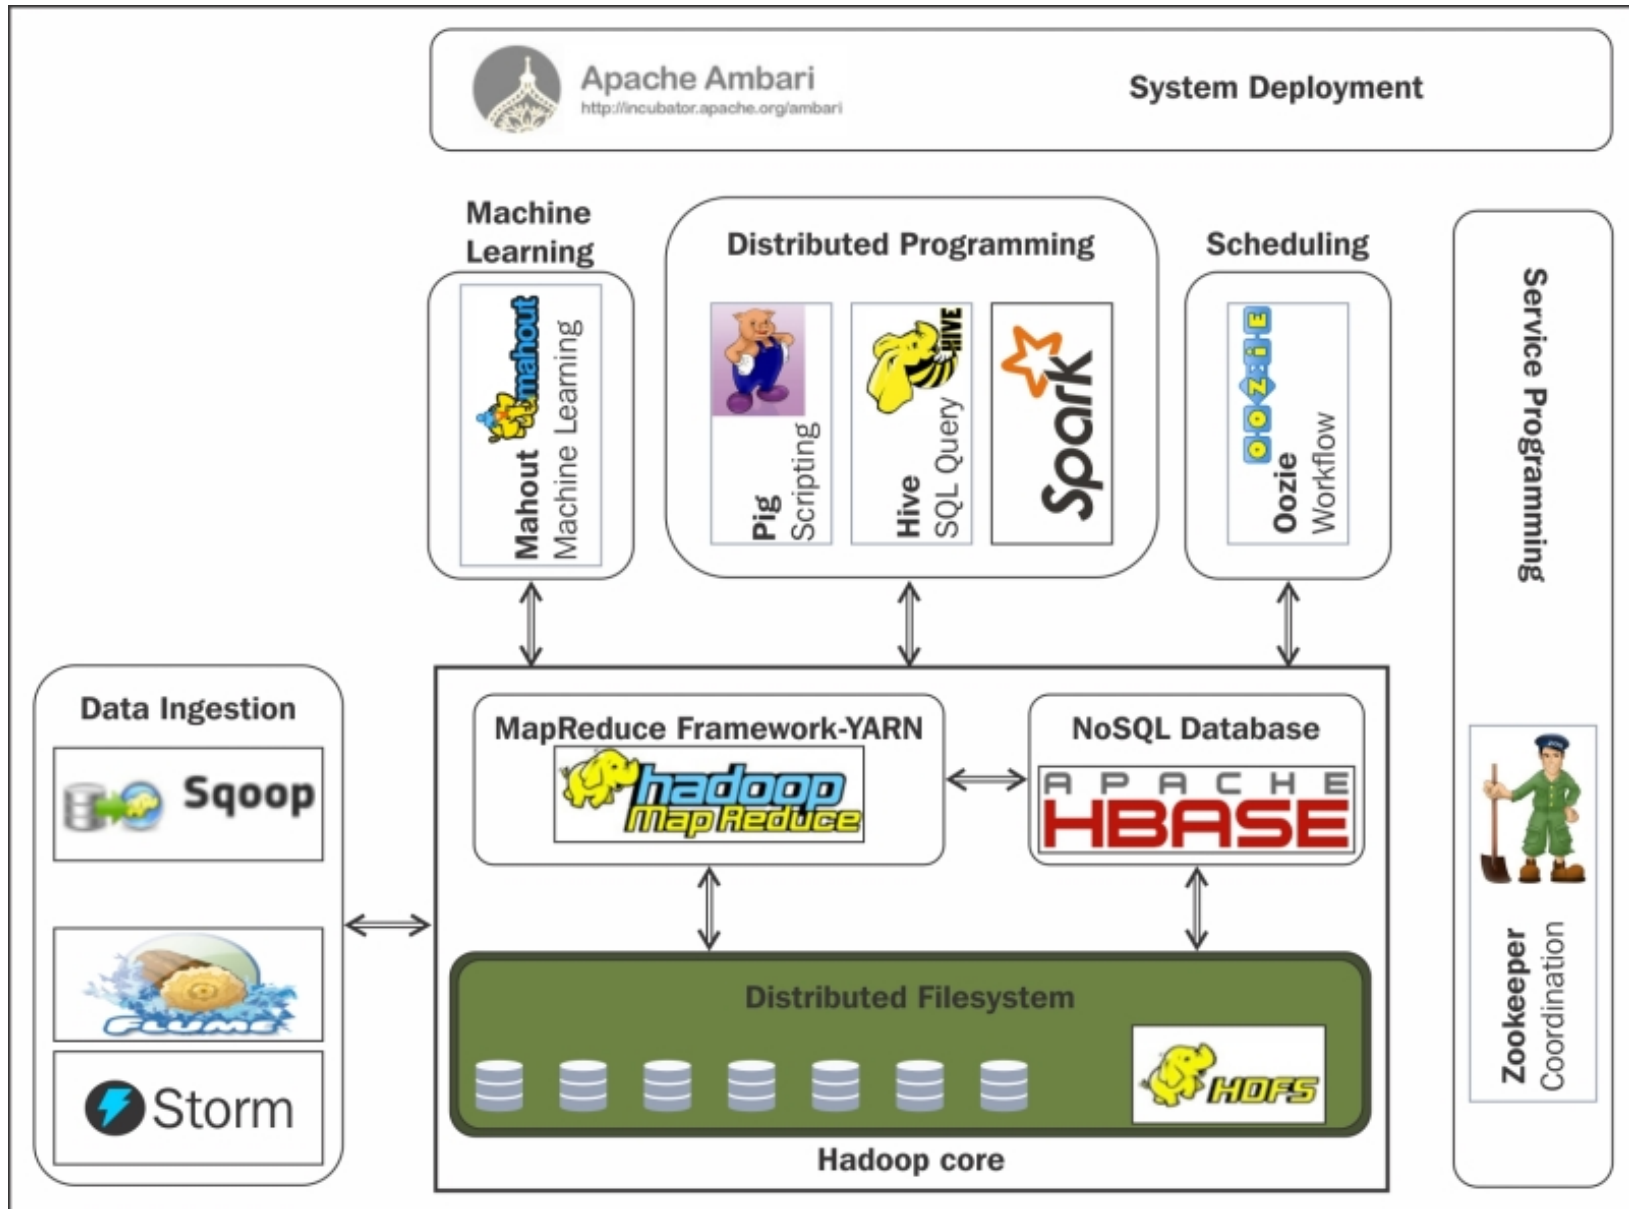 Apache Ambari
http://incubator.apache.org/ambari
System Deployment
Machine
Learning
mahout
Mahout
Machine Learning
Distributed Programming
Pig
Scripting
HIVE
Hive
SQL Query
Spark
Scheduling
OOZIE
Oozie
Workflow
Service Programming
Zookeeper
Coordination
Data Ingestion
Sqoop
FLUME
Storm
MapReduce Framework-YARN
hadoop
Map Reduce
NoSQL Database
APACHE
HBASE
Distributed Filesystem
HDFS
Hadoop core